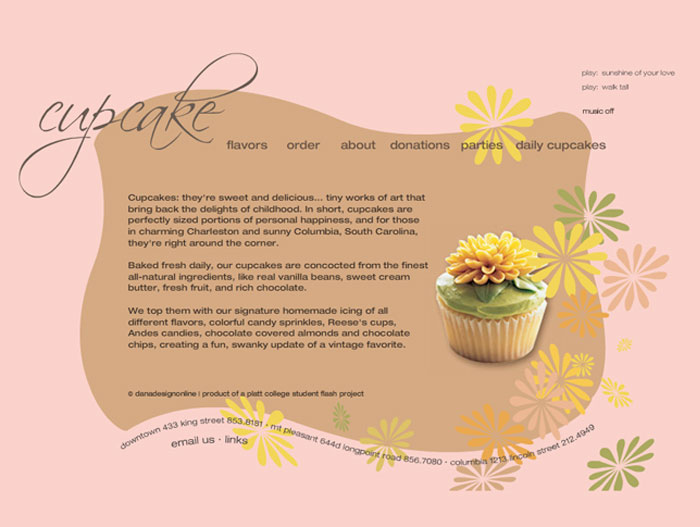 play: sunshine of your love
play: walk tall
music off
cupcake
flavors order about donations parties daily cupcakes
Cupcakes: they're sweet and delicious... tiny works of art that
bring back the delights of childhood. In short, cupcakes are
perfectly sized portions of personal happiness, and for those
in charming Charleston and sunny Columbia, South Carolina,
they're right around the corner.
Baked fresh daily, our cupcakes are concocted from the finest
all-natural ingredients, like real vanilla beans, sweet cream
butter, fresh fruit, and rich chocolate.
We top them with our signature homemade icing of all
different flavors, colorful candy sprinkles, Reese's cups,
Andes candies, chocolate covered almonds and chocolate
chips, creating a fun, swanky update of a vintage favorite.
© danadesignonline | product of a platt college student flash project
downtown 433 king street 853.8181 • mt pleasant 644d longpoint road 856.7080 • columbia 1213 lincoln street 212.4949
email us • links